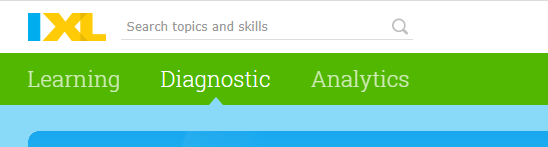 IXL Search topics and skills
Learning Diagnostic Analytics